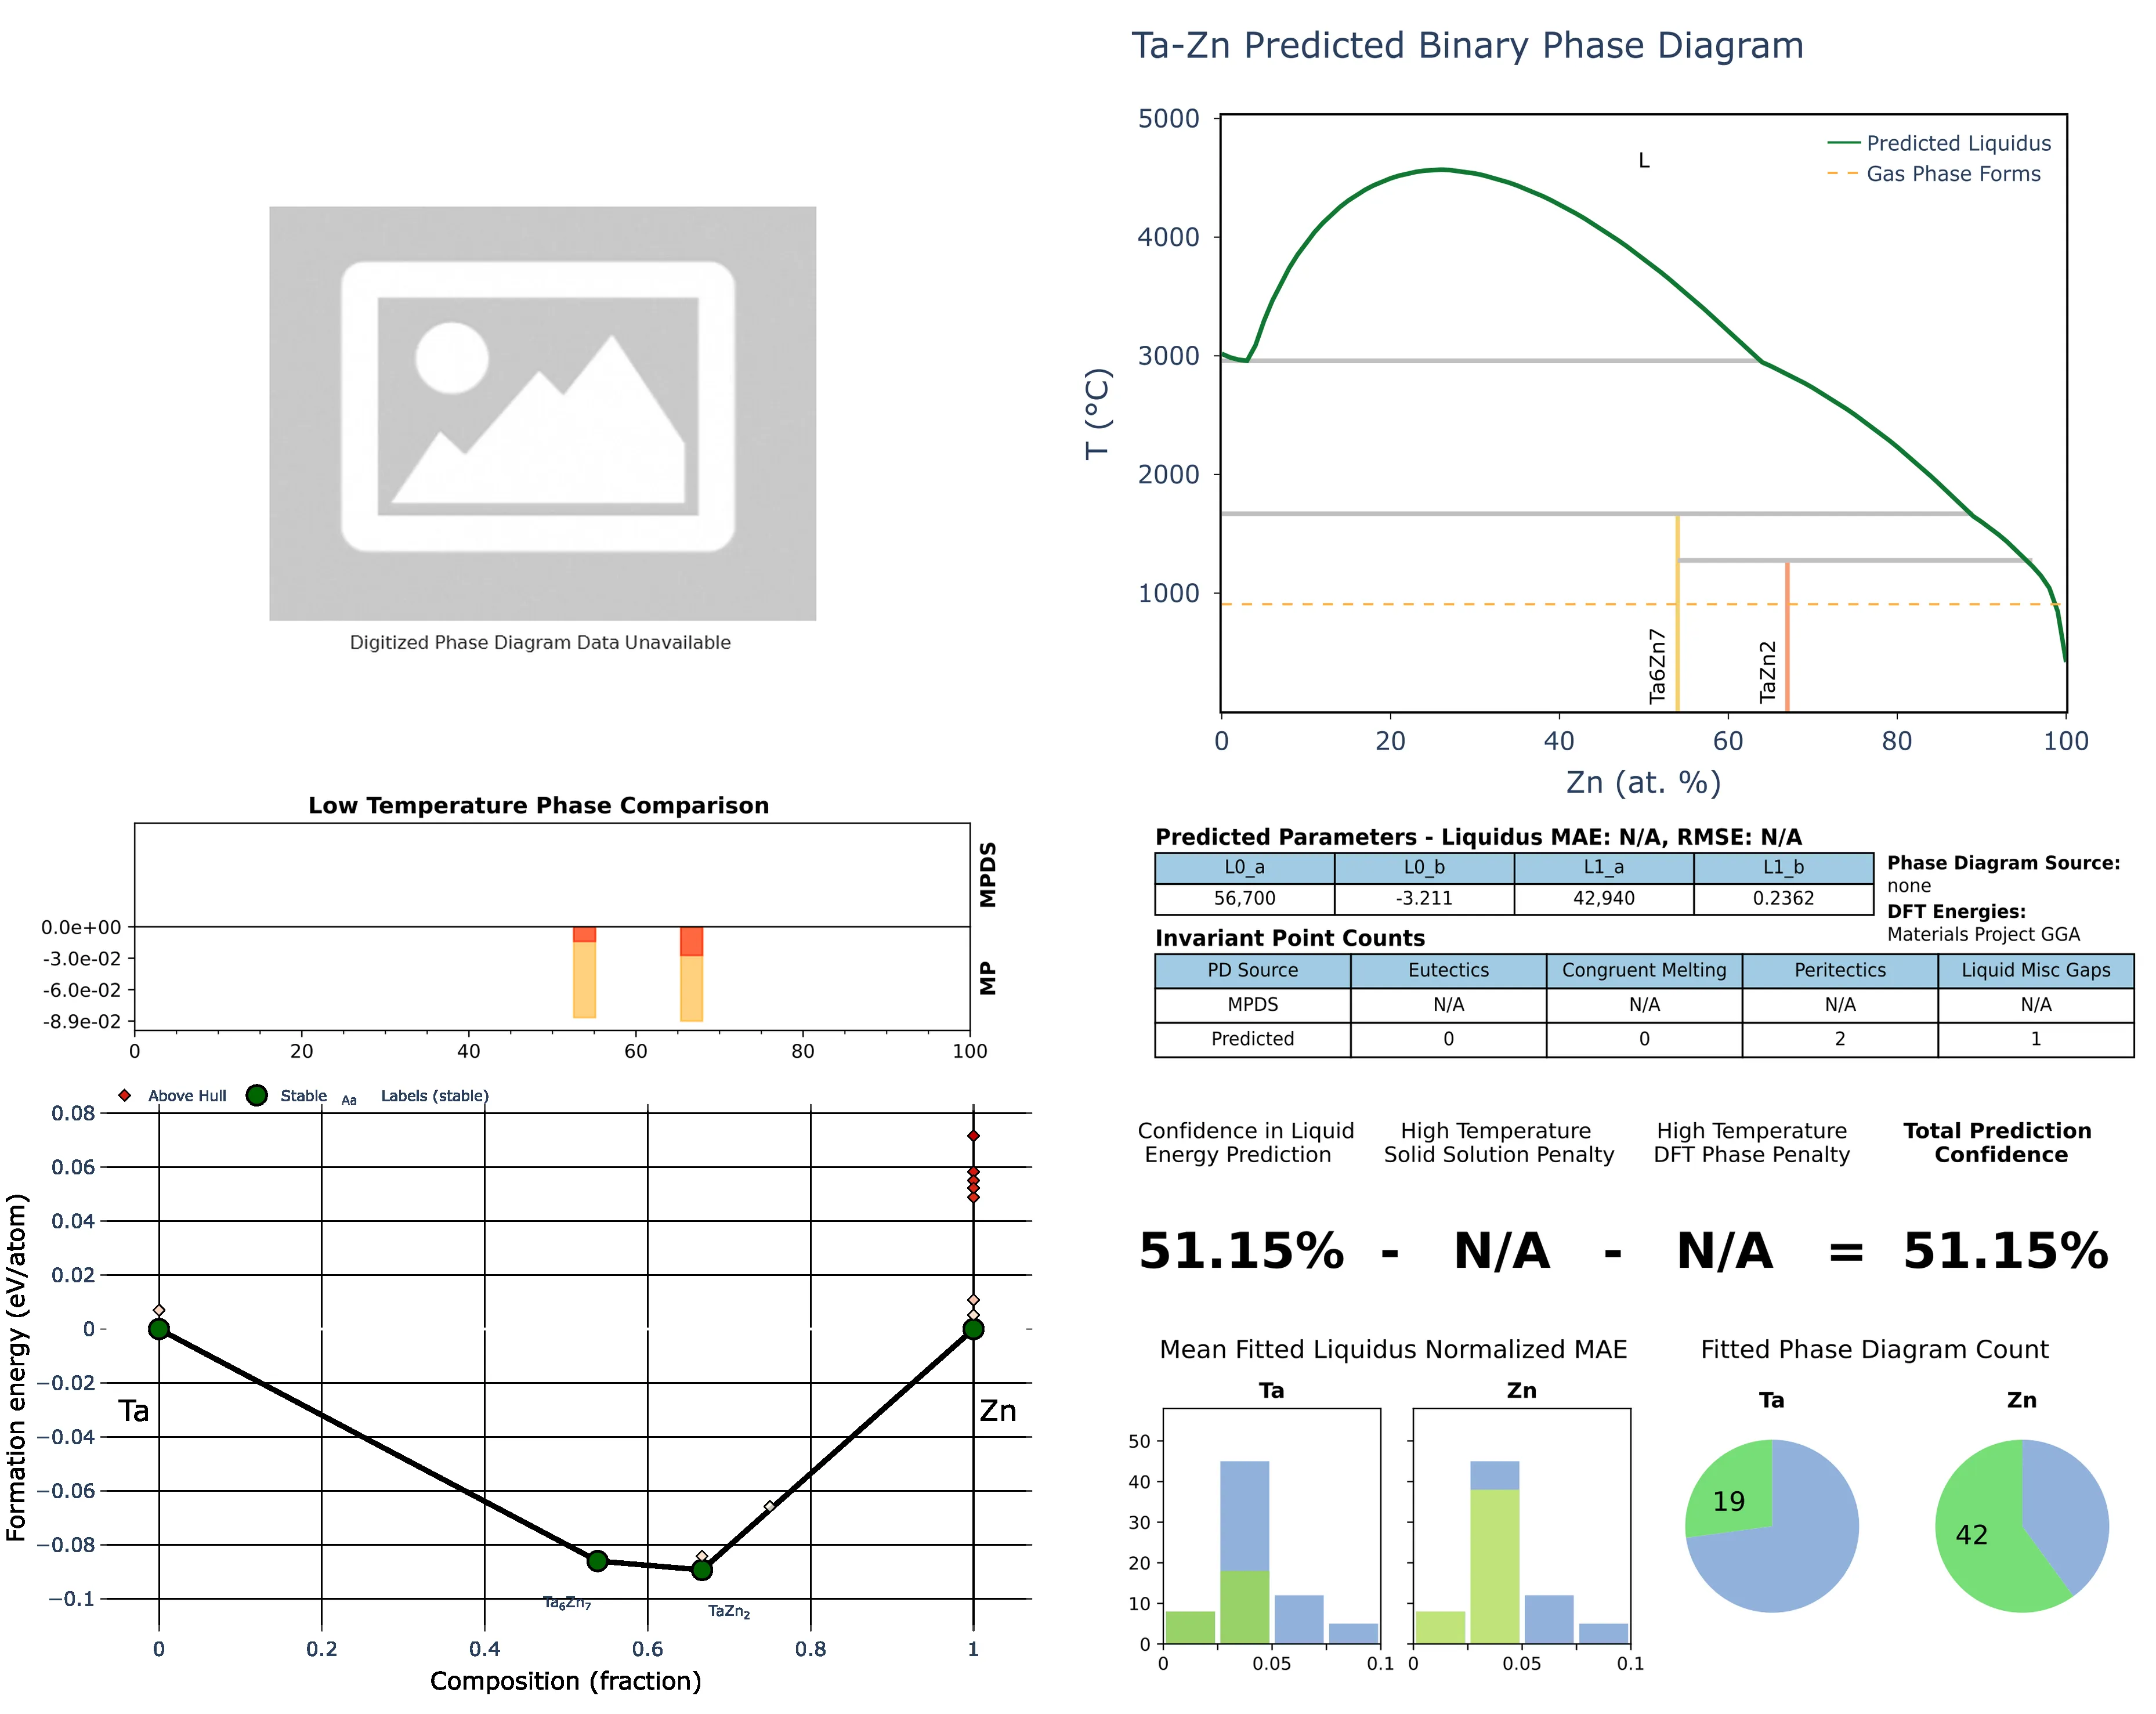 Ta-Zn Predicted Binary Phase Diagram
Digitized Phase Diagram Data Unavailable
5000
4000
3000
2000
1000
T (°C)
L
Predicted Liquidus
Gas Phase Forms
Ta6Zn7
TaZn2
0 20 40 60 80 100
Zn (at. %)
Low Temperature Phase Comparison
MPDS
MP
0.0e+00
-3.0e-02
-6.0e-02
-8.9e-02
0 20 40 60 80 100
Predicted Parameters - Liquidus MAE: N/A, RMSE: N/A
L0_a L0_b L1_a L1_b
56,700 -3.211 42,940 0.2362
Phase Diagram Source:
none
DFT Energies:
Materials Project GGA
Invariant Point Counts
PD Source Eutectics Congruent Melting Peritectics Liquid Misc Gaps
MPDS N/A N/A N/A N/A
Predicted 0 0 2 1
Above Hull Stable Aa Labels (stable)
0.08
0.06
0.04
0.02
0
−0.02
−0.04
−0.06
−0.08
−0.1
Formation energy (eV/atom)
Ta
Zn
Ta₆Zn₇
TaZn₂
0 0.2 0.4 0.6 0.8 1
Composition (fraction)
Confidence in Liquid
Energy Prediction
High Temperature
Solid Solution Penalty
High Temperature
DFT Phase Penalty
Total Prediction
Confidence
51.15% - N/A - N/A = 51.15%
Mean Fitted Liquidus Normalized MAE
Ta
Zn
50
40
30
20
10
0
0 0.05 0.1
0 0.05 0.1
Fitted Phase Diagram Count
Ta
Zn
19
42